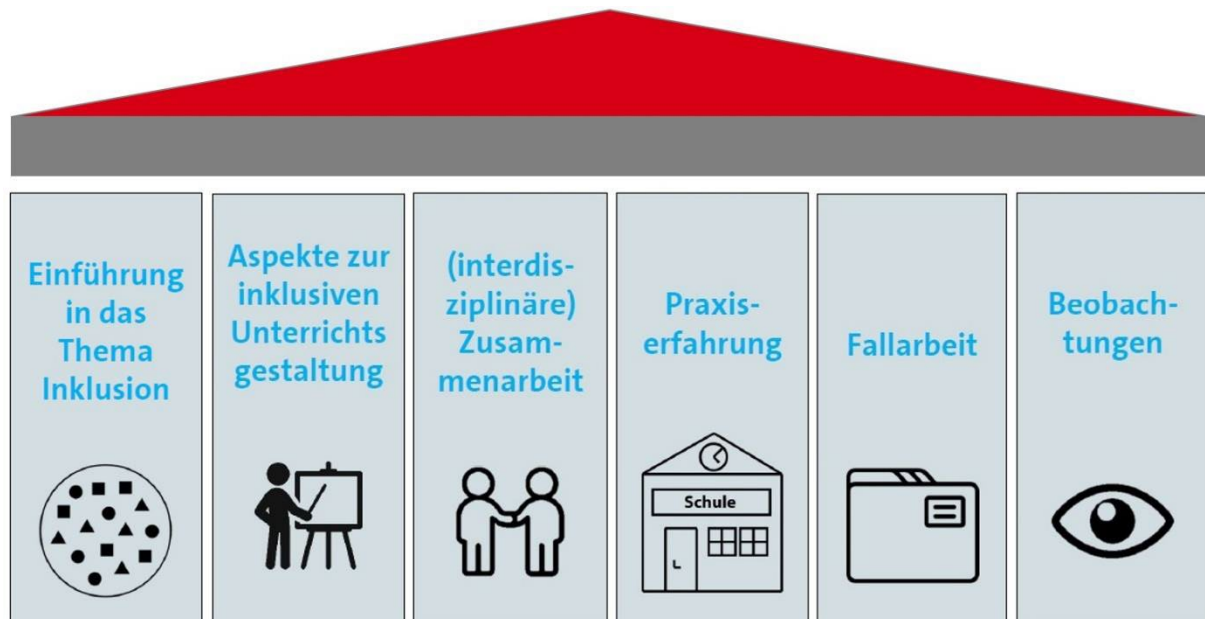 Einführung
in das
Thema
Inklusion
Aspekte zur
inklusiven
Unterrichts
gestaltung
(interdis-
ziplinäre)
Zusam-
menarbeit
Praxis-
erfahrung
Schule
Fallarbeit
Beobach-
tungen